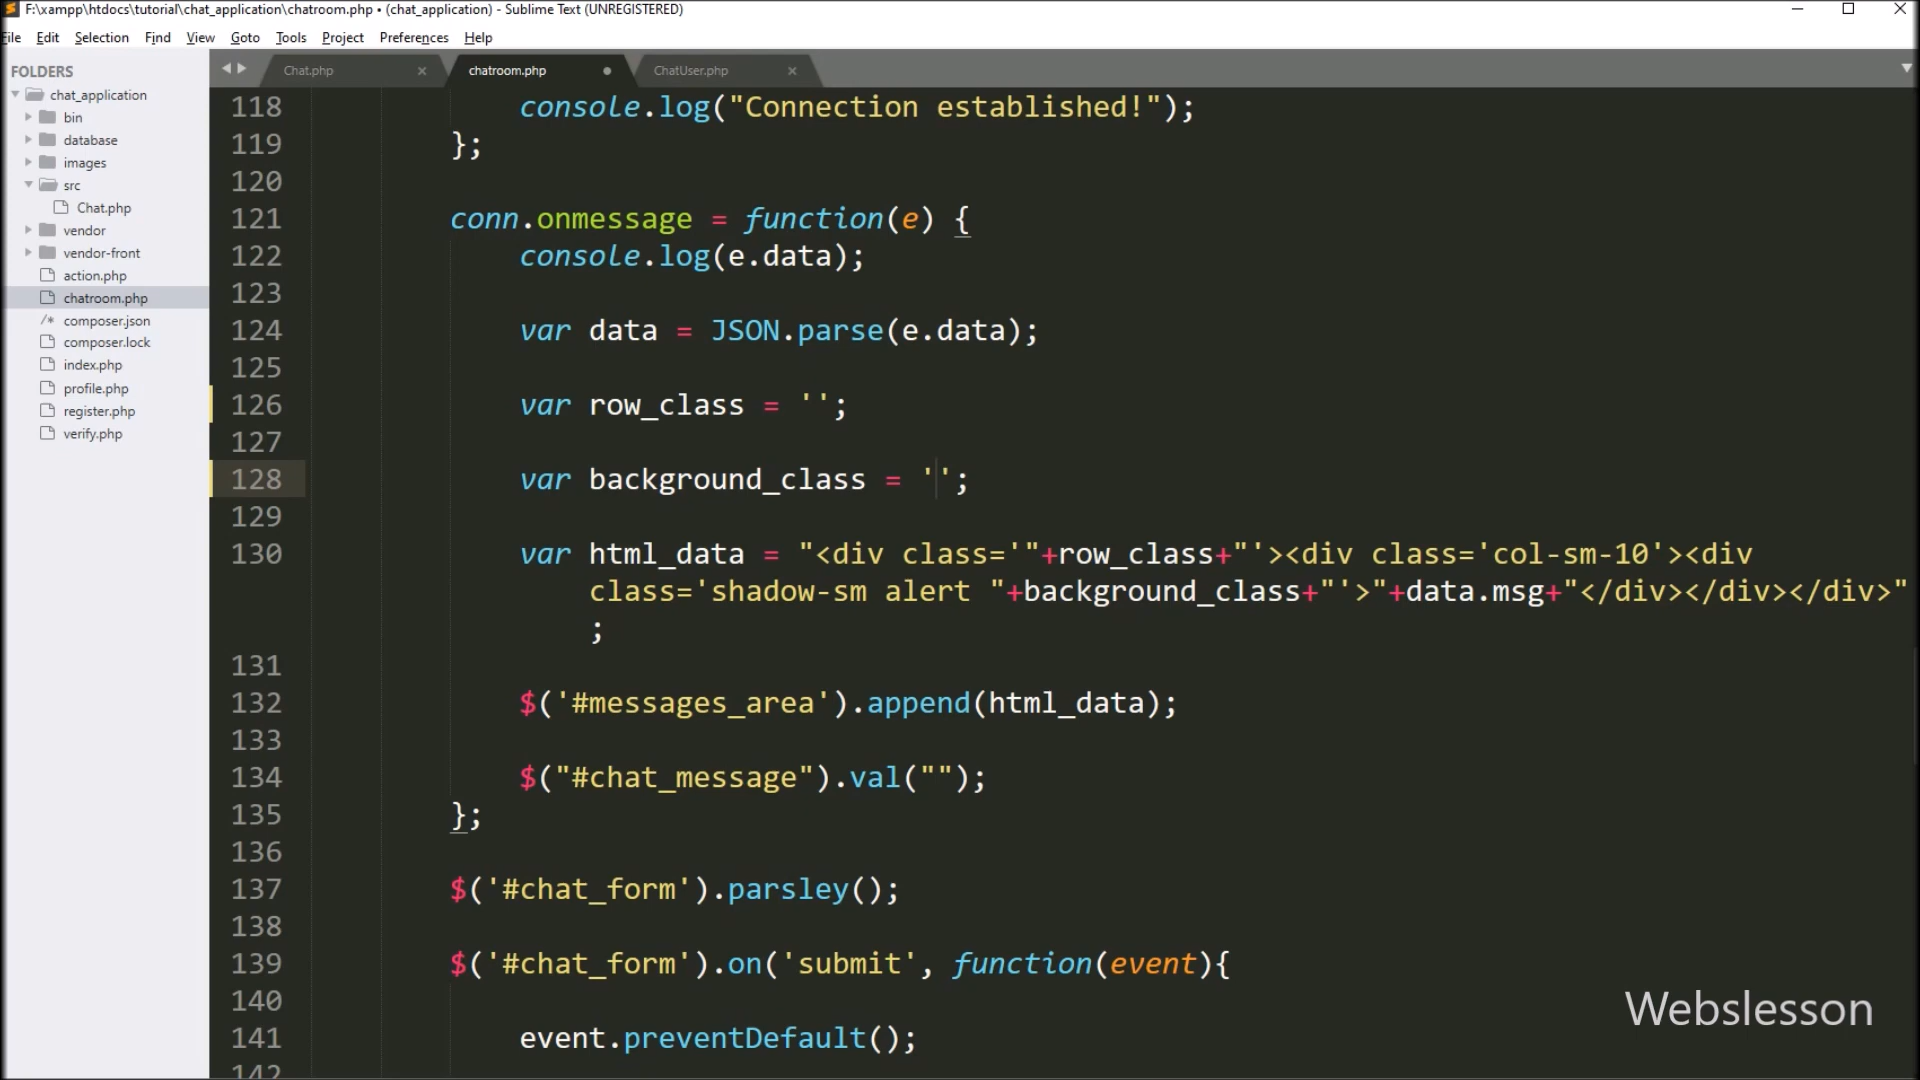 F:\xampp\htdocs\tutorial\chat_application\chatroom.php • (chat_application) - Sublime Text (UNREGISTERED)
File Edit Selection Find View Goto Tools Project Preferences Help
FOLDERS
chat_application
bin
database
images
src
Chat.php
vendor
vendor-front
action.php
chatroom.php
/* composer.json
composer.lock
index.php
profile.php
register.php
verify.php
Chat.php × chatroom.php • ChatUser.php ×
118 console.log("Connection established!");
119 };
120
121 conn.onmessage = function(e) {
122 console.log(e.data);
123
124 var data = JSON.parse(e.data);
125
126 var row_class = '';
127
128 var background_class = '';
129
130 var html_data = "<div class='"+row_class+"'><div class='col-sm-10'><div
class='shadow-sm alert "+background_class+"'>"+data.msg+"</div></div></div>"
;
131
132 $('#messages_area').append(html_data);
133
134 $("#chat_message").val("");
135 };
136
137 $('#chat_form').parsley();
138
139 $('#chat_form').on('submit', function(event){
140
141 event.preventDefault();
142
Webslesson